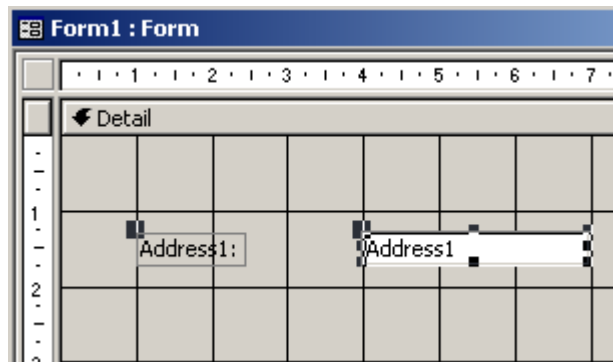 Form1 : Form
1 2 3 4 5 6 7
Detail
1
Address1: Address1
2